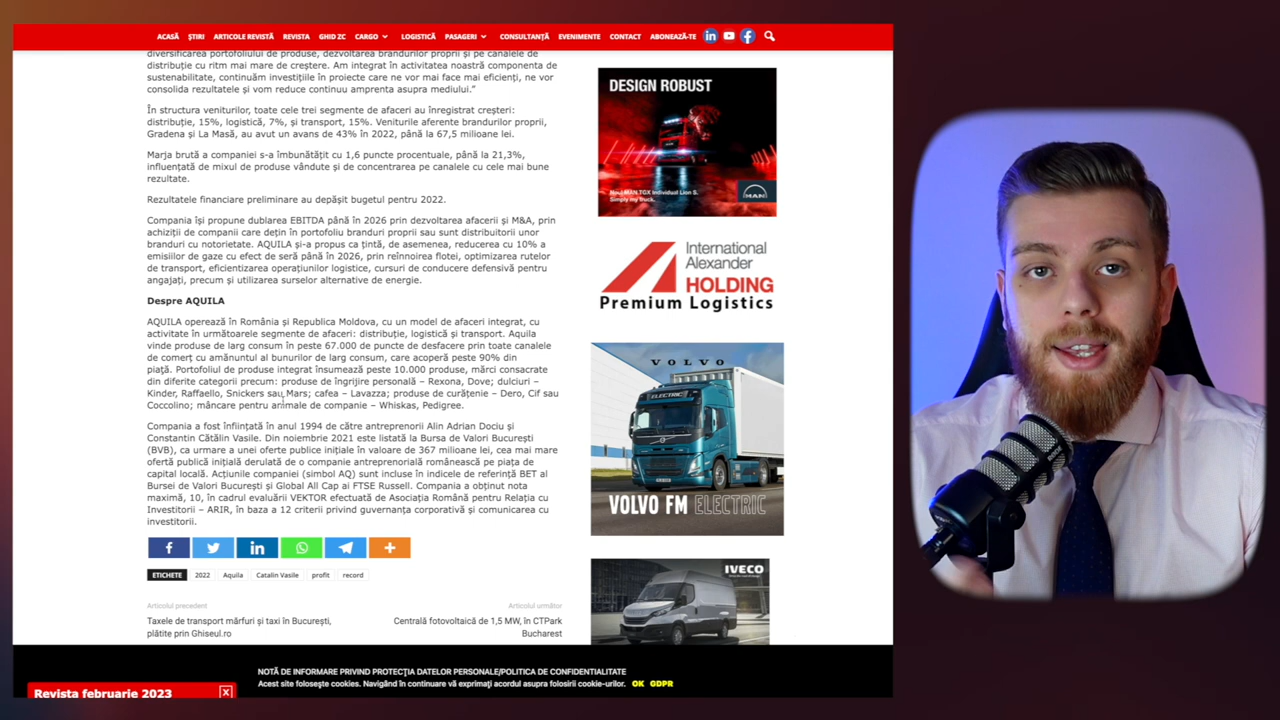 ACASĂ ŞTIRI ARTICOLE REVISTĂ REVISTA GHID ZC CARGO LOGISTICĂ PASAGERI CONSULTANŢĂ EVENIMENTE CONTACT ABONEAZĂ-TE
diversificarea portofoliului de produse, dezvoltarea brandurilor proprii și pe canalele de
distribuție cu ritm mai mare de creștere. Am integrat în activitatea noastră componenta de
sustenabilitate, continuăm investițiile în proiecte care ne vor mai face mai eficienți, ne vor
consolida rezultatele și vom reduce continuu amprenta asupra mediului.”
În structura veniturilor, toate cele trei segmente de afaceri au înregistrat creșteri:
distribuție, 15%, logistică, 7%, și transport, 15%. Veniturile aferente brandurilor proprii,
Gradena și La Masă, au avut un avans de 43% în 2022, până la 67,5 milioane lei.
Marja brută a companiei s-a îmbunătățit cu 1,6 puncte procentuale, până la 21,3%,
influențată de mixul de produse vândute și de concentrarea pe canalele cu cele mai bune
rezultate.
Rezultatele financiare preliminare au depășit bugetul pentru 2022.
Compania își propune dublarea EBITDA până în 2026 prin dezvoltarea afacerii și M&A, prin
achiziții de companii care dețin în portofoliu branduri proprii sau sunt distribuitorii unor
branduri cu notorietate. AQUILA și-a propus ca țintă, de asemenea, reducerea cu 10% a
emisiilor de gaze cu efect de seră până în 2026, prin reînnoirea flotei, optimizarea rutelor
de transport, eficientizarea operațiunilor logistice, cursuri de conducere defensivă pentru
angajați, precum și utilizarea surselor alternative de energie.
Despre AQUILA
AQUILA operează în România și Republica Moldova, cu un model de afaceri integrat, cu
activitate în următoarele segmente de afaceri: distribuție, logistică și transport. Aquila
vinde produse de larg consum în peste 67.000 de puncte de desfacere prin toate canalele
de comerț cu amănuntul al bunurilor de larg consum, care acoperă peste 90% din
piață. Portofoliul de produse integrat însumează peste 10.000 produse, mărci consacrate
din diferite categorii precum: produse de îngrijire personală – Rexona, Dove; dulciuri –
Kinder, Raffaello, Snickers sau Mars; cafea – Lavazza; produse de curățenie – Dero, Cif sau
Coccolino; mâncare pentru animale de companie – Whiskas, Pedigree.
Compania a fost înființată în anul 1994 de către antreprenorii Alin Adrian Dociu și
Constantin Cătălin Vasile. Din noiembrie 2021 este listată la Bursa de Valori București
(BVB), ca urmare a unei oferte publice inițiale în valoare de 367 milioane lei, cea mai mare
ofertă publică inițială derulată de o companie antreprenorială românească pe piața de
capital locală. Acțiunile companiei (simbol AQ) sunt incluse în indicele de referință BET al
Bursei de Valori București și Global All Cap ai FTSE Russell. Compania a obținut nota
maximă, 10, în cadrul evaluării VEKTOR efectuată de Asociația Română pentru Relația cu
Investitorii – ARIR, în baza a 12 criterii privind guvernanța corporativă și comunicarea cu
investitorii.
ETICHETE 2022 Aquila Catalin Vasile profit record
Articolul precedent
Taxele de transport mărfuri și taxi în București,
plătite prin Ghiseul.ro
Articolul următor
Centrală fotovoltaică de 1,5 MW, în CTPark
Bucharest
DESIGN ROBUST
Noul MAN TGX Individual Lion S.
Simply my truck.
MAN
International
Alexander
HOLDING
Premium Logistics
VOLVO
VOLVO FM ELECTRIC
IVECO
NOTĂ DE INFORMARE PRIVIND PROTECŢIA DATELOR PERSONALE/POLITICA DE CONFIDENTIALITATE
Acest site foloseşte cookies. Navigând în continuare vă exprimaţi acordul asupra folosirii cookie-urilor. OK GDPR
Revista februarie 2023